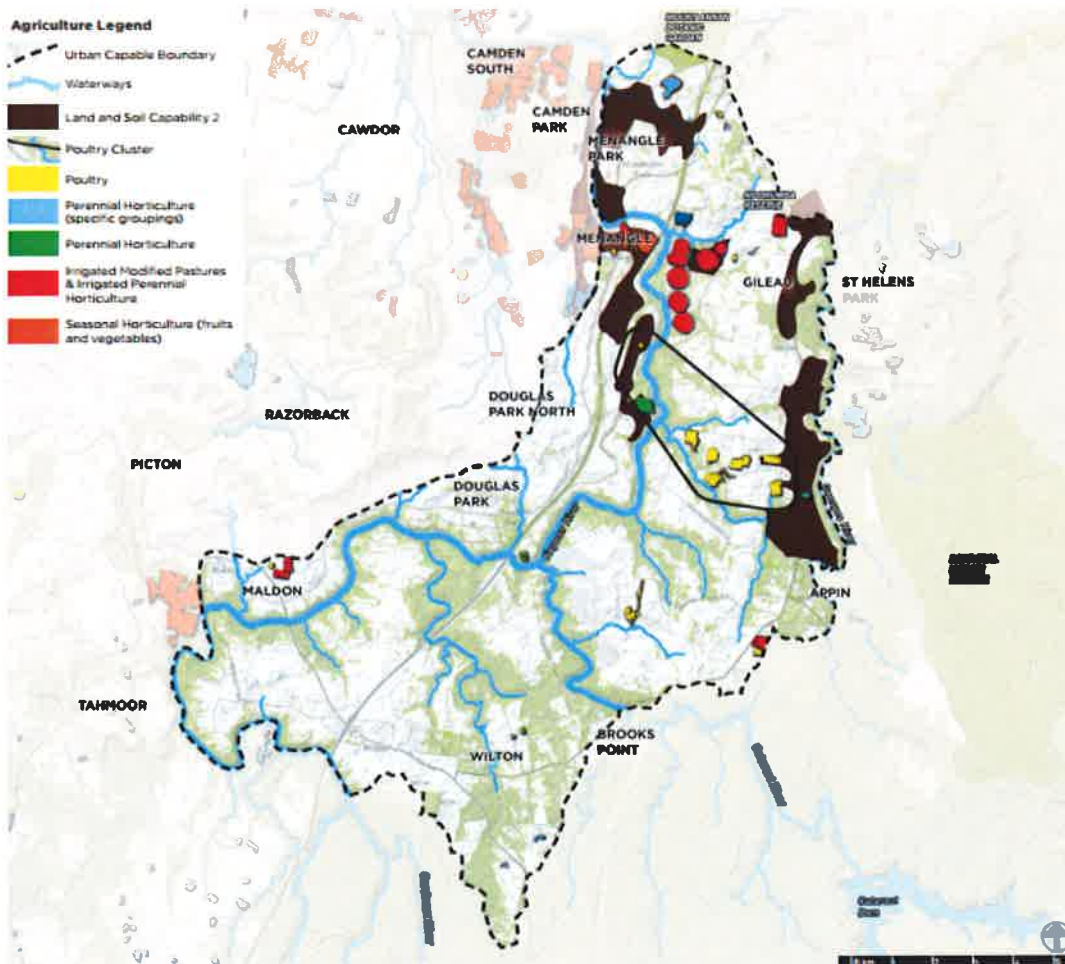 Agriculture Legend
Urban Capable Boundary
Waterways
Land and Soil Capability 2
Poultry Cluster
Poultry
Perennial Horticulture
(specific groupings)
Perennial Horticulture
Irrigated Modified Pastures
& Irrigated Perennial
Horticulture
Seasonal Horticulture (fruits
and vegetables)
CAMDEN
SOUTH
CAMDEN
PARK
CAWDOR
MENANGLE
PARK
MENANGLE
GILEAD
ST HELENS
PARK
DOUGLAS
PARK NORTH
RAZORBACK
PICTON
DOUGLAS
PARK
MALDON
APPIN
TAHMOOR
WILTON
BROOKS
POINT
Cataract
Dam